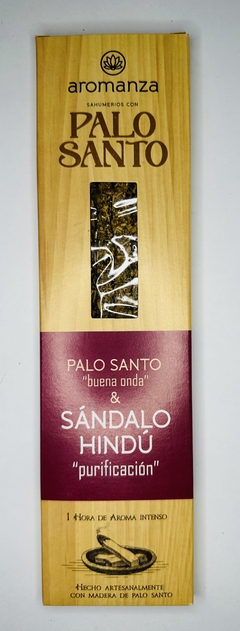 aromanza
SAHUMERIOS CON
PALO
SANTO
PALO SANTO
"buena onda"
&
SÁNDALO
HINDÚ
"purificación"
1 HORA DE AROMA INTENSO
HECHO ARTESANALMENTE
CON MADERA DE PALO SANTO